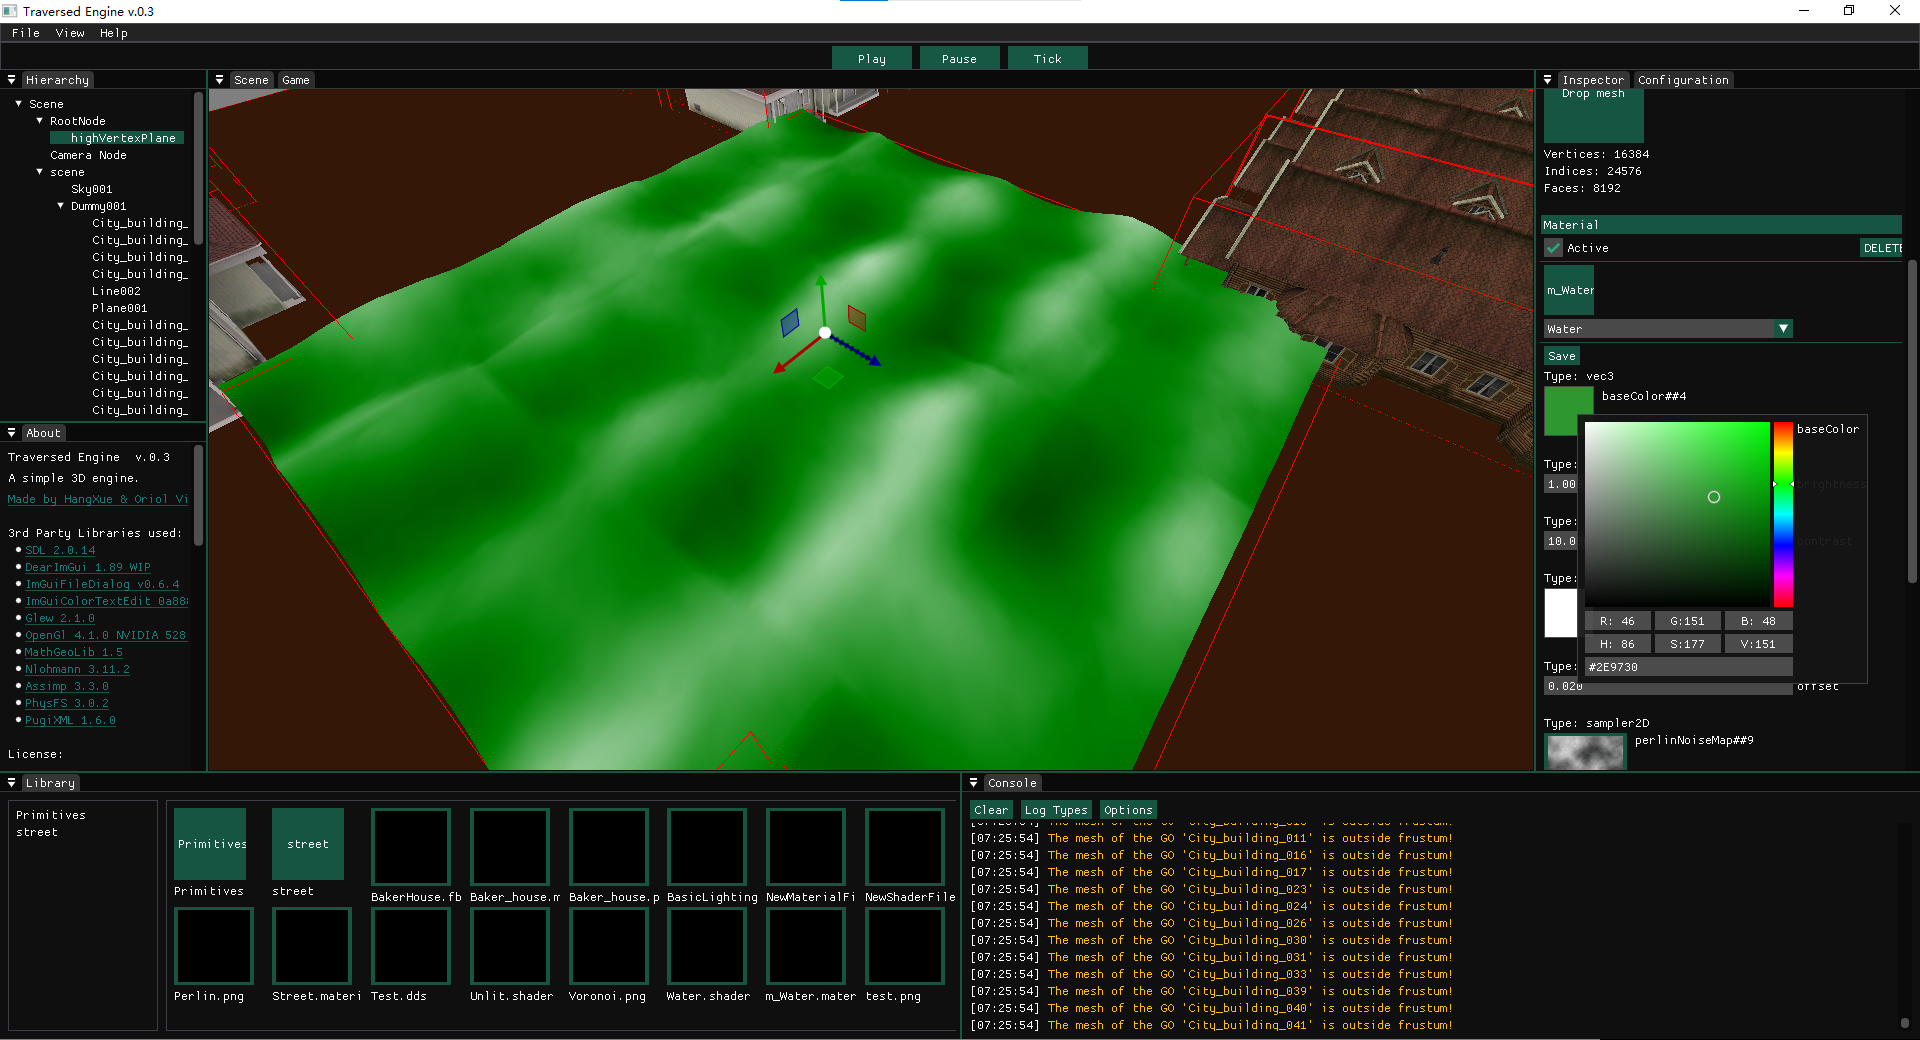 Traversed Engine v.0.3
File View Help
Play Pause Tick
Hierarchy
Scene
RootNode
highVertexPlane
Camera Node
scene
Sky001
Dummy001
City_building_
City_building_
City_building_
City_building_
Line002
Plane001
City_building_
City_building_
City_building_
City_building_
City_building_
City_building_
About
Traversed Engine v.0.3
A simple 3D engine.
Made by HangXue & Oriol Vi
3rd Party Libraries used:
SDL 2.0.14
DearImGui 1.89 WIP
ImGuiFileDialog v0.6.4
ImGuiColorTextEdit 0a88
Glew 2.1.0
OpenGl 4.1.0 NVIDIA 528
MathGeoLib 1.5
Nlohmann 3.11.2
Assimp 3.3.0
PhysFS 3.0.2
PugiXML 1.6.0
License:
Scene Game
Inspector Configuration
Drop mesh
Vertices: 16384
Indices: 24576
Faces: 8192
Material
Active DELETE
m_Water
Water
Save
Type: vec3
baseColor##4
baseColor
Type:
1.00 brightness
Type:
10.0 contrast
Type:
R: 46 G:151 B: 48
H: 86 S:177 V:151
#2E9730
Type:
0.020 offset
Type: sampler2D
perlinNoiseMap##9
Library
Primitives
street
Primitives street
Primitives street BakerHouse.fb Baker_house.m Baker_house.p BasicLighting NewMaterialFi NewShaderFile
Perlin.png Street.materi Test.dds Unlit.shader Voronoi.png Water.shader m_Water.mater test.png
Console
Clear Log Types Options
[07:25:54] The mesh of the GO 'City_building_011' is outside frustum!
[07:25:54] The mesh of the GO 'City_building_016' is outside frustum!
[07:25:54] The mesh of the GO 'City_building_017' is outside frustum!
[07:25:54] The mesh of the GO 'City_building_023' is outside frustum!
[07:25:54] The mesh of the GO 'City_building_024' is outside frustum!
[07:25:54] The mesh of the GO 'City_building_026' is outside frustum!
[07:25:54] The mesh of the GO 'City_building_030' is outside frustum!
[07:25:54] The mesh of the GO 'City_building_031' is outside frustum!
[07:25:54] The mesh of the GO 'City_building_033' is outside frustum!
[07:25:54] The mesh of the GO 'City_building_039' is outside frustum!
[07:25:54] The mesh of the GO 'City_building_040' is outside frustum!
[07:25:54] The mesh of the GO 'City_building_041' is outside frustum!